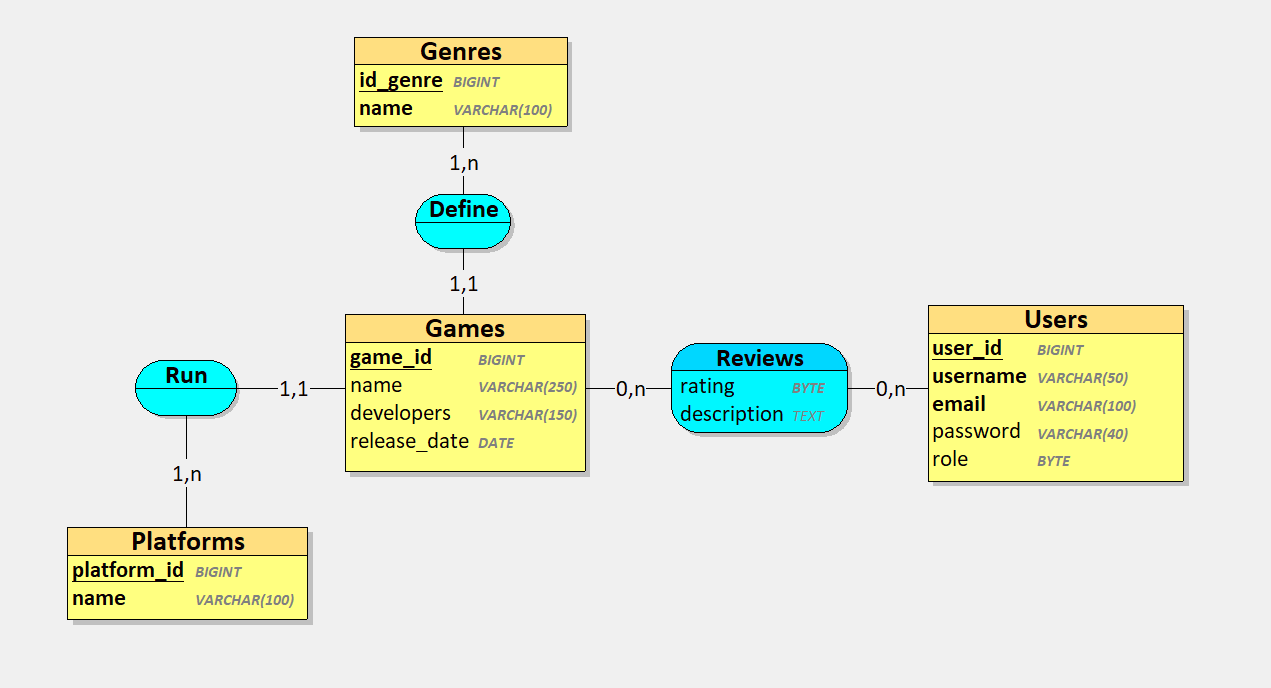 Genres
id_genre BIGINT
name VARCHAR(100)
1,n
Define
1,1
Games
game_id BIGINT
name VARCHAR(250)
developers VARCHAR(150)
release_date DATE
Run
1,1
1,n
Platforms
platform_id BIGINT
name VARCHAR(100)
0,n
Reviews
rating BYTE
description TEXT
0,n
Users
user_id BIGINT
username VARCHAR(50)
email VARCHAR(100)
password VARCHAR(40)
role BYTE